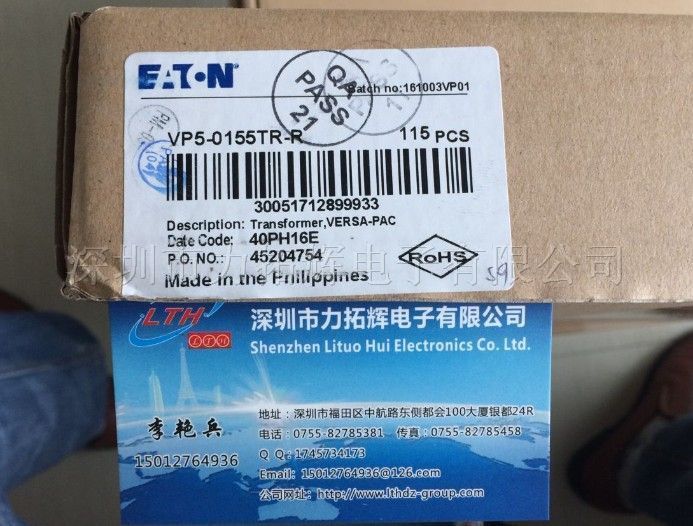 EATON
QA
PASS
21
PASS
Batch no:161003VP01
VP5-0155TR-R
115 PCS
30051712899933
Description: Transformer,VERSA-PAC
Date Code: 40PH16E
P.O. NO.: 45204754
RoHS
59
Made in the Philippines
深圳市力拓辉电子有限公司
LTH
深圳市力拓辉电子有限公司
Shenzhen Lituo Hui Electronics Co. Ltd.
李艳兵
15012764936
地址：深圳市福田区中航路东侧都会100大厦银都24R
电话：0755-82785381 传真：0755-82785458
Q Q：1745734173
Email: 15012764936@126.com
公司网址：http://www.lthdz-group.com/